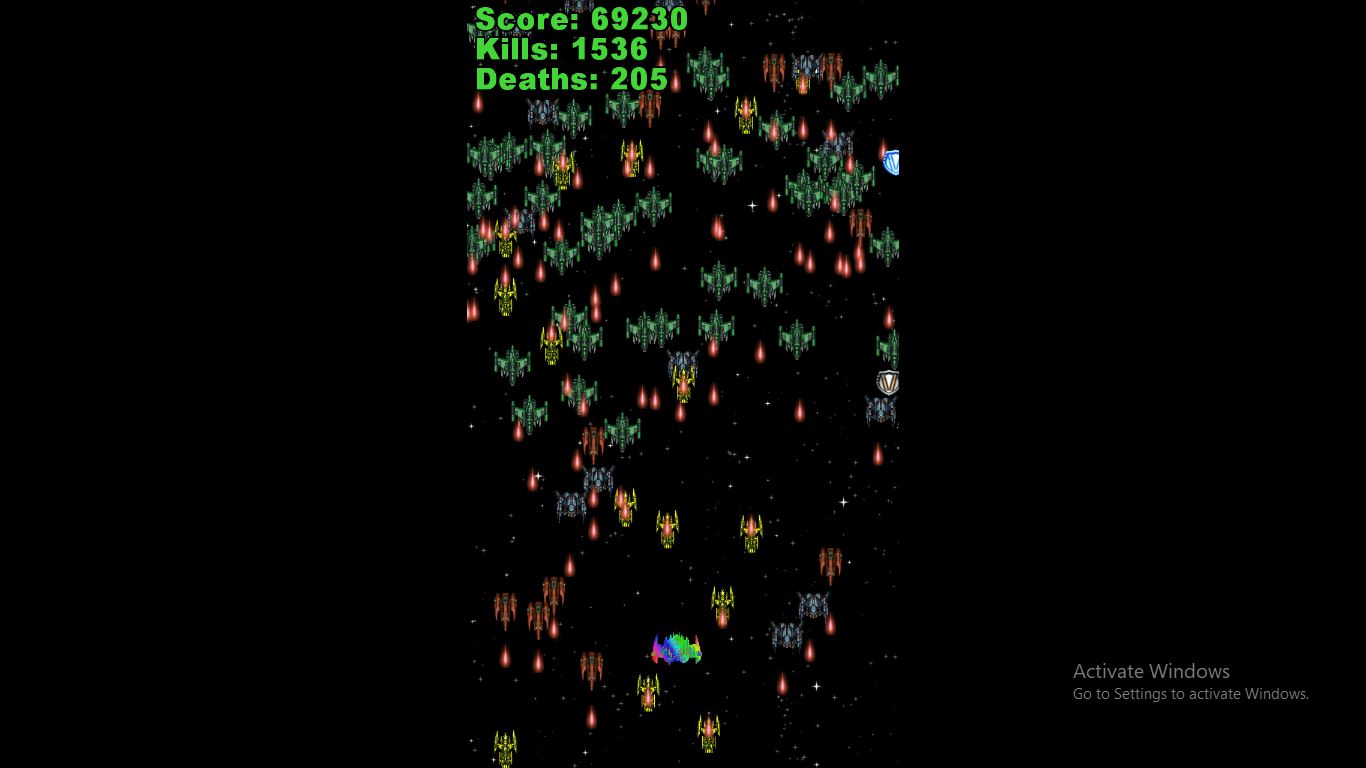 Score: 69230
Kills: 1536
Deaths: 205
Activate Windows
Go to Settings to activate Windows.